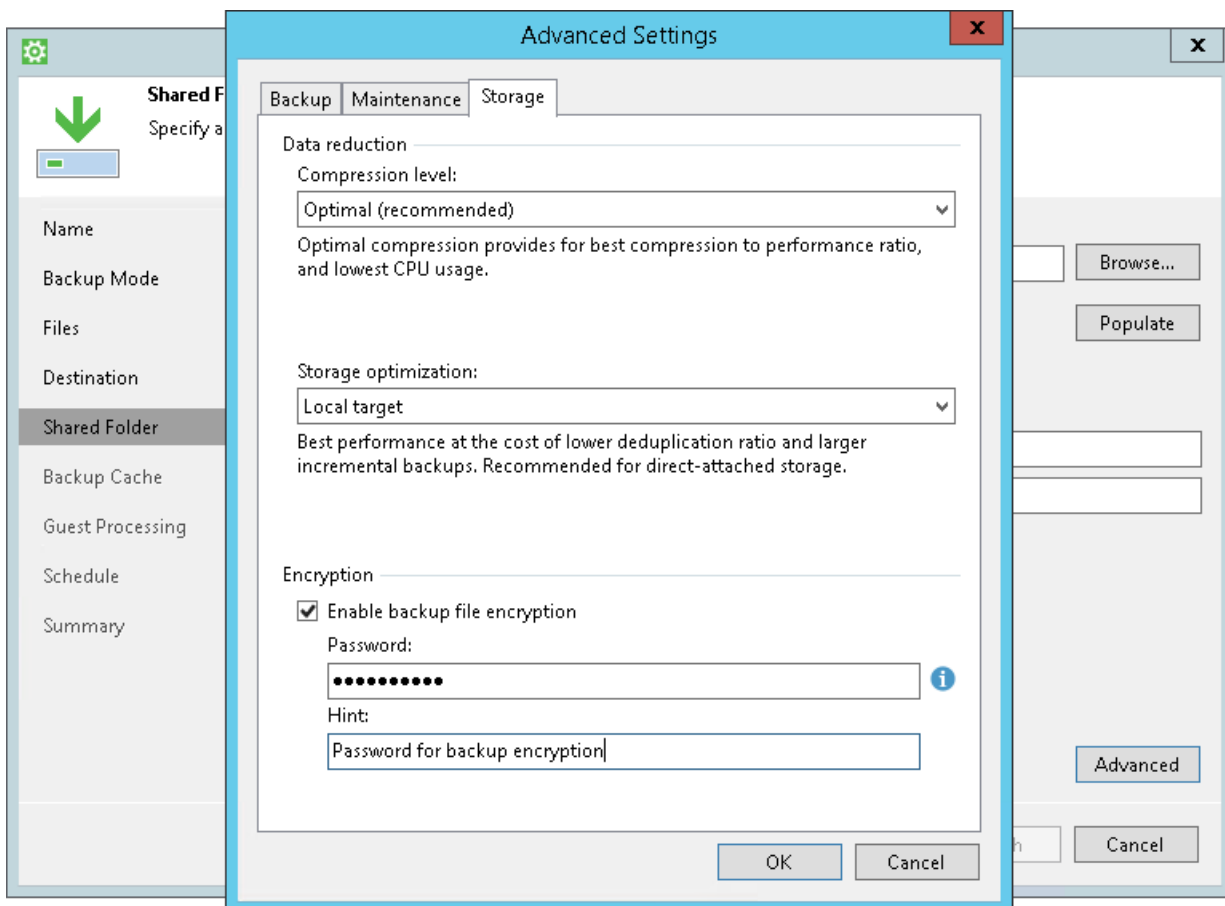 Advanced Settings
x
x
Shared F
Specify a
Name
Backup Mode
Files
Destination
Shared Folder
Backup Cache
Guest Processing
Schedule
Summary
Backup
Maintenance
Storage
Data reduction
Compression level:
Optimal (recommended)
Optimal compression provides for best compression to performance ratio,
and lowest CPU usage.
Storage optimization:
Local target
Best performance at the cost of lower deduplication ratio and larger
incremental backups. Recommended for direct-attached storage.
Encryption
Enable backup file encryption
Password:
••••••••••
i
Hint:
Password for backup encryption
OK
Cancel
Browse...
Populate
Advanced
h
Cancel